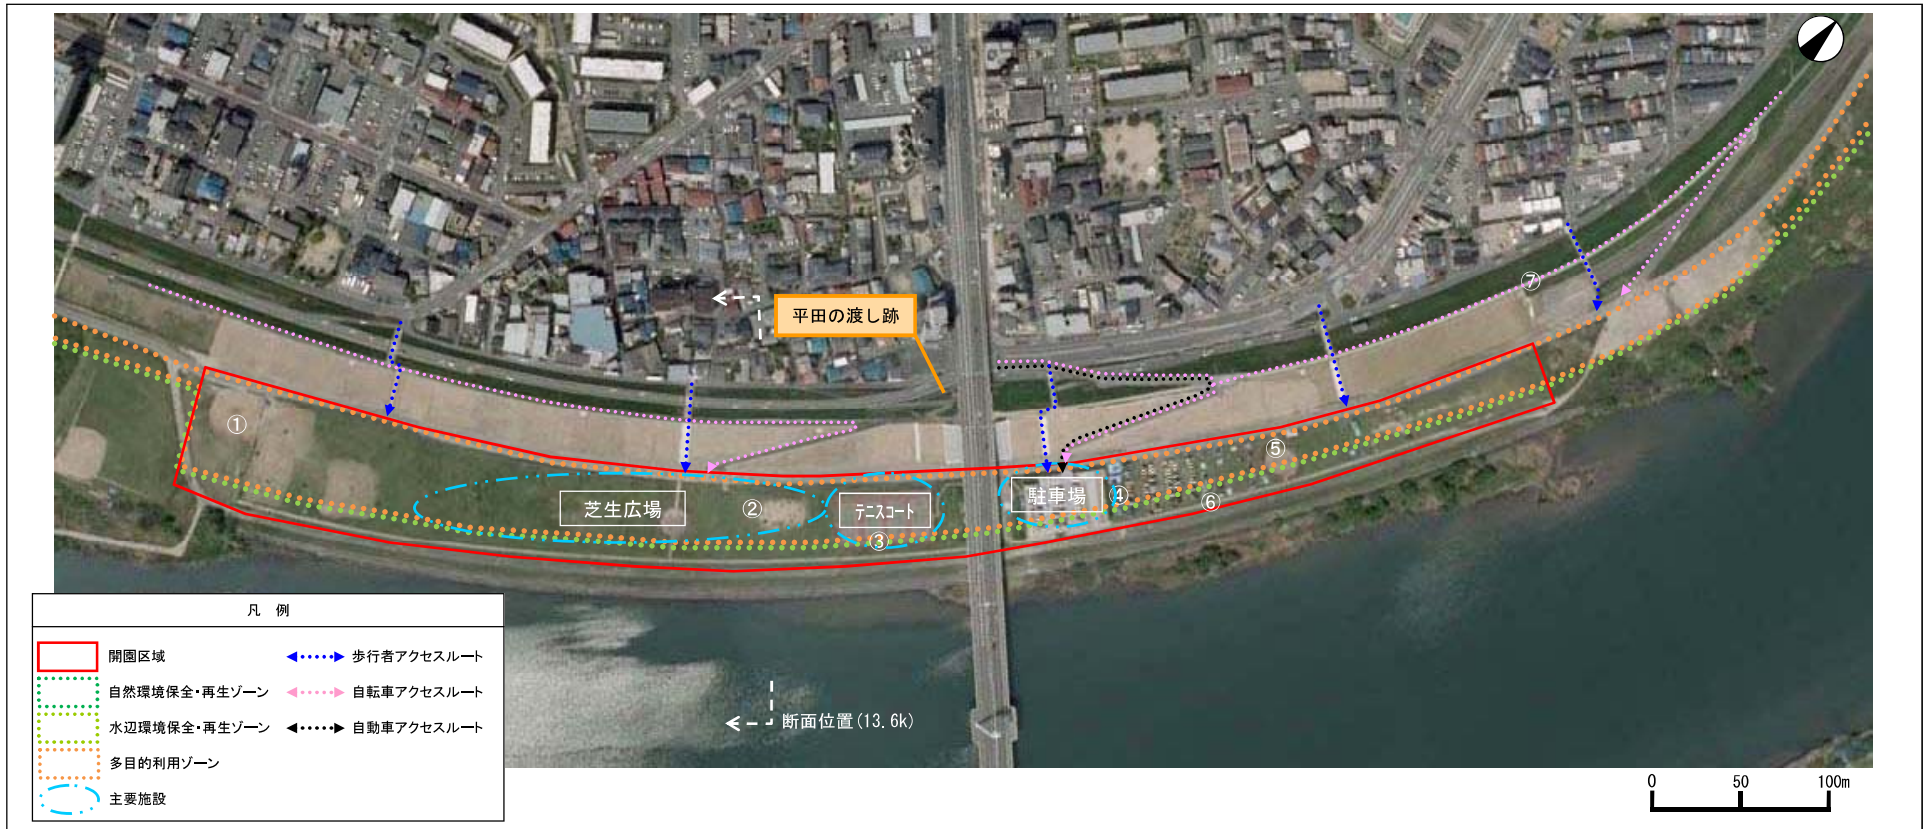 平田の渡し跡
⑦
①
⑤
④
⑥
駐車場
芝生広場
②
テニスコート
③
凡 例
開園区域
歩行者アクセスルート
自然環境保全・再生ゾーン
自転車アクセスルート
水辺環境保全・再生ゾーン
自動車アクセスルート
多目的利用ゾーン
主要施設
断面位置(13.6k)
0 50 100m